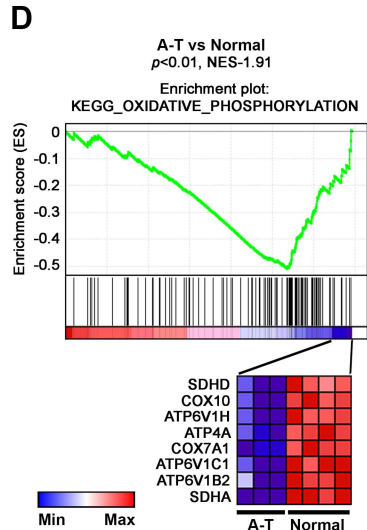 D
A-T vs Normal
p<0.01, NES-1.91
Enrichment plot:
KEGG_OXIDATIVE_PHOSPHORYLATION
Enrichment score (ES)
0
-0.1
-0.2
-0.3
-0.4
-0.5
SDHD
COX10
ATP6V1H
ATP4A
COX7A1
ATP6V1C1
ATP6V1B2
SDHA
A-T Normal
Min Max